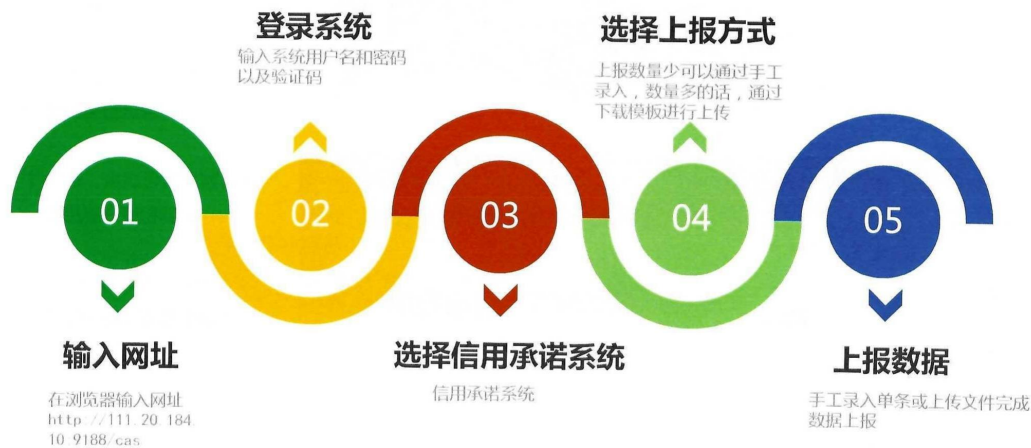 登录系统
输入系统用户名和密码
以及验证码
选择上报方式
上报数量少可以通过手工
录入，数量多的话，通过
下载模板进行上传
01
02
03
04
05
输入网址
在浏览器输入网址
http://111.20.184.
10:9188/cas
选择信用承诺系统
信用承诺系统
上报数据
手工录入单条或上传文件完成
数据上报